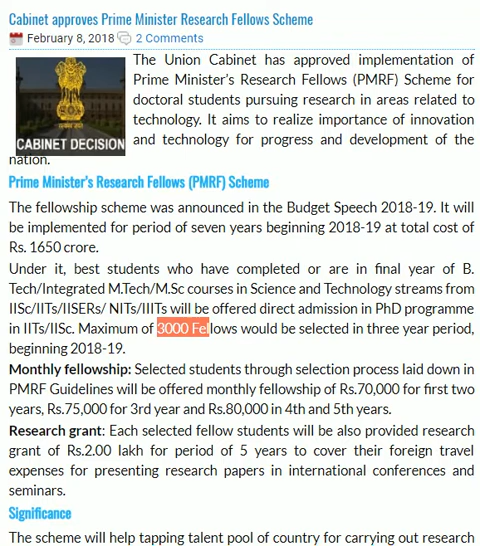 Cabinet approves Prime Minister Research Fellows Scheme
February 8, 2018 2 Comments
The Union Cabinet has approved implementation of
Prime Minister's Research Fellows (PMRF) Scheme for
doctoral students pursuing research in areas related to
technology. It aims to realize importance of innovation
and technology for progress and development of the
CABINET DECISION
nation.
Prime Minister's Research Fellows (PMRF) Scheme
The fellowship scheme was announced in the Budget Speech 2018-19. It will
be implemented for period of seven years beginning 2018-19 at total cost of
Rs. 1650 crore.
Under it, best students who have completed or are in final year of B.
Tech/Integrated M.Tech/M.Sc courses in Science and Technology streams from
IISc/IITs/IISERs/ NITs/IIITs will be offered direct admission in PhD programme
in IITs/IISc. Maximum of 3000 Fellows would be selected in three year period,
beginning 2018-19.
Monthly fellowship: Selected students through selection process laid down in
PMRF Guidelines will be offered monthly fellowship of Rs.70,000 for first two
years, Rs.75,000 for 3rd year and Rs.80,000 in 4th and 5th years.
Research grant: Each selected fellow students will be also provided research
grant of Rs.2.00 lakh for period of 5 years to cover their foreign travel
expenses for presenting research papers in international conferences and
seminars.
Significance
The scheme will help tapping talent pool of country for carrying out research